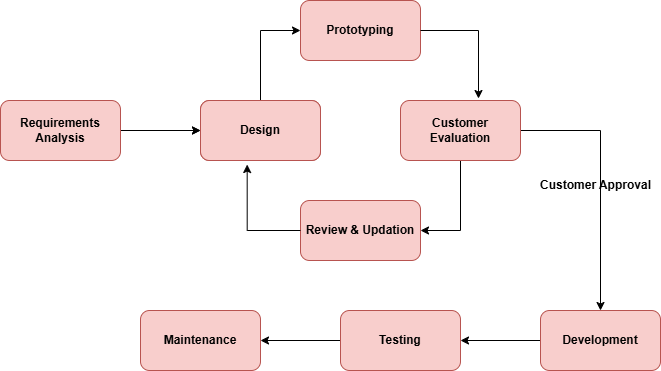 Prototyping
Requirements
Analysis
Design
Customer
Evaluation
Customer Approval
Review & Updation
Maintenance
Testing
Development